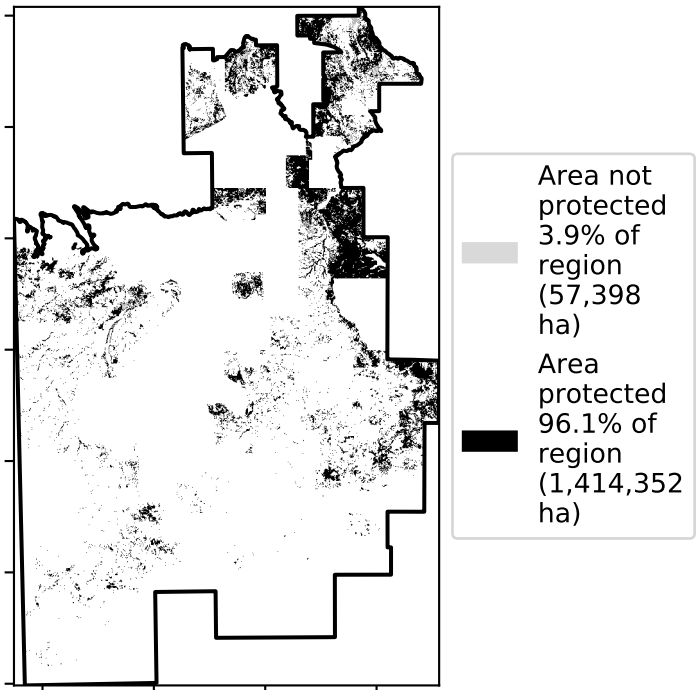 Area not
protected
3.9% of
region
(57,398
ha)
Area
protected
96.1% of
region
(1,414,352
ha)